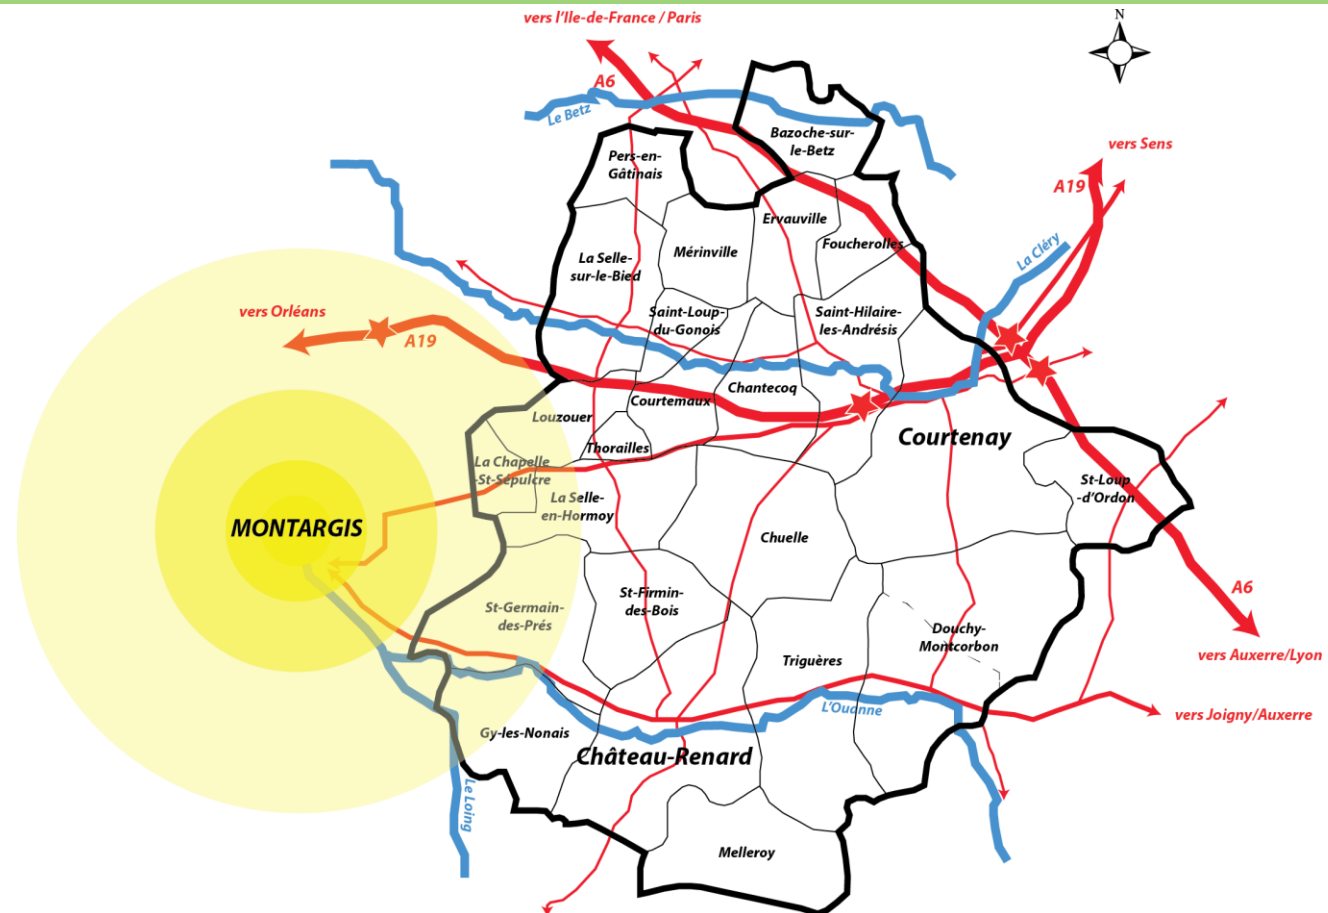 vers l'Ile-de-France / Paris
N
A6
Le Betz
Bazoche-sur-
le-Betz
vers Sens
Pers-en-
Gâtinais
A19
Ervauville
Foucherolles
Mérinville
La Selle-
sur-le-Bied
La Cléry
vers Orléans
Saint-Loup-
du-Gonois
Saint-Hilaire-
les-Andrésis
A19
Chantecoq
Courtemaux
Louzouer
Courtenay
Thorailles
La Chapelle
-St-Sépulcre
St-Loup
-d'Ordon
La Selle-
en-Hormoy
MONTARGIS
Chuelle
A6
St-Firmin-
des-Bois
St-Germain-
des-Prés
Douchy-
Montcorbon
vers Auxerre/Lyon
Triguères
L'Ouanne
vers Joigny/Auxerre
Gy-les-Nonais
Château-Renard
Le Loing
Melleroy